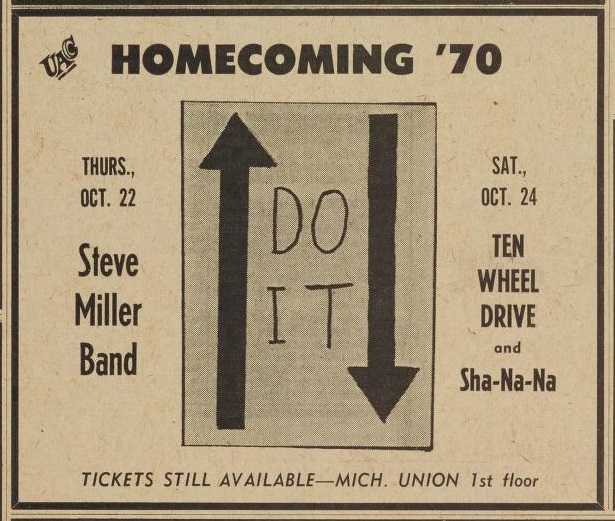 UAC
HOMECOMING '70
THURS.,
OCT. 22
Steve
Miller
Band
DO
IT
SAT.,
OCT. 24
TEN
WHEEL
DRIVE
and
Sha-Na-Na
TICKETS STILL AVAILABLE—MICH. UNION 1st floor